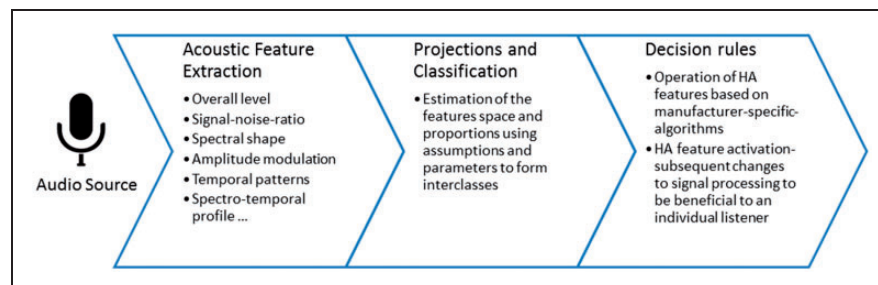 Audio Source
Acoustic Feature
Extraction
•Overall level
•Signal-noise-ratio
•Spectral shape
•Amplitude modulation
•Temporal patterns
•Spectro-temporal
profile ...
Projections and
Classification
•Estimation of the
features space and
proportions using
assumptions and
parameters to form
interclasses
Decision rules
•Operation of HA
features based on
manufacturer-specific-
algorithms
•HA feature activation-
subsequent changes
to signal processing to
be beneficial to an
individual listener